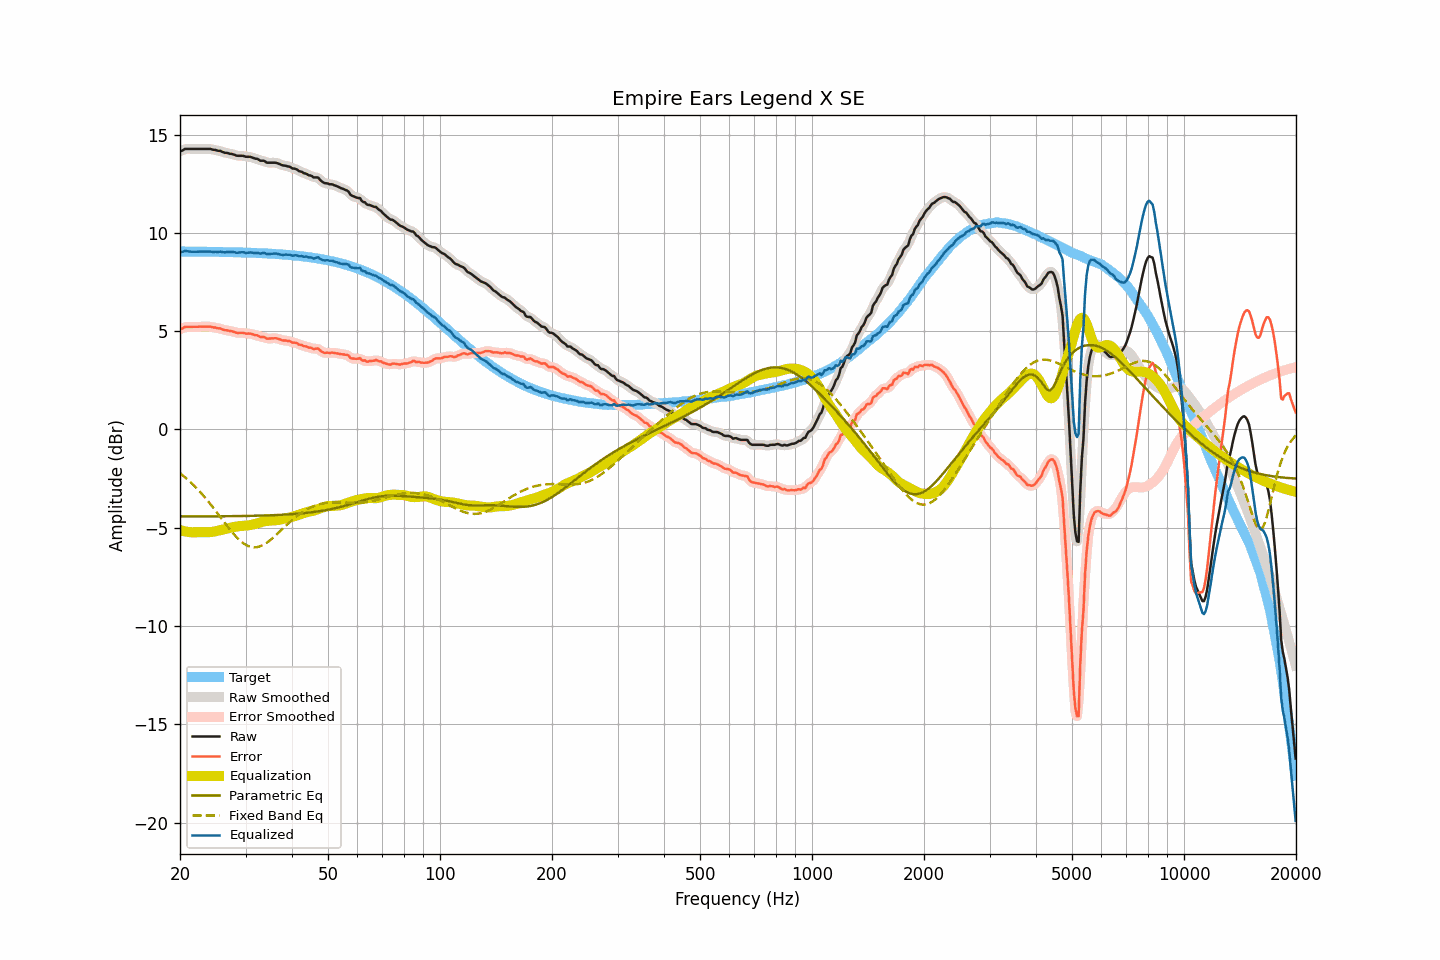 Empire Ears Legend X SE
Amplitude (dBr)
15
10
5
0
−5
−10
−15
−20
Target
Raw Smoothed
Error Smoothed
Raw
Error
Equalization
Parametric Eq
Fixed Band Eq
Equalized
20 50 100 200 500 1000 2000 5000 10000 20000
Frequency (Hz)